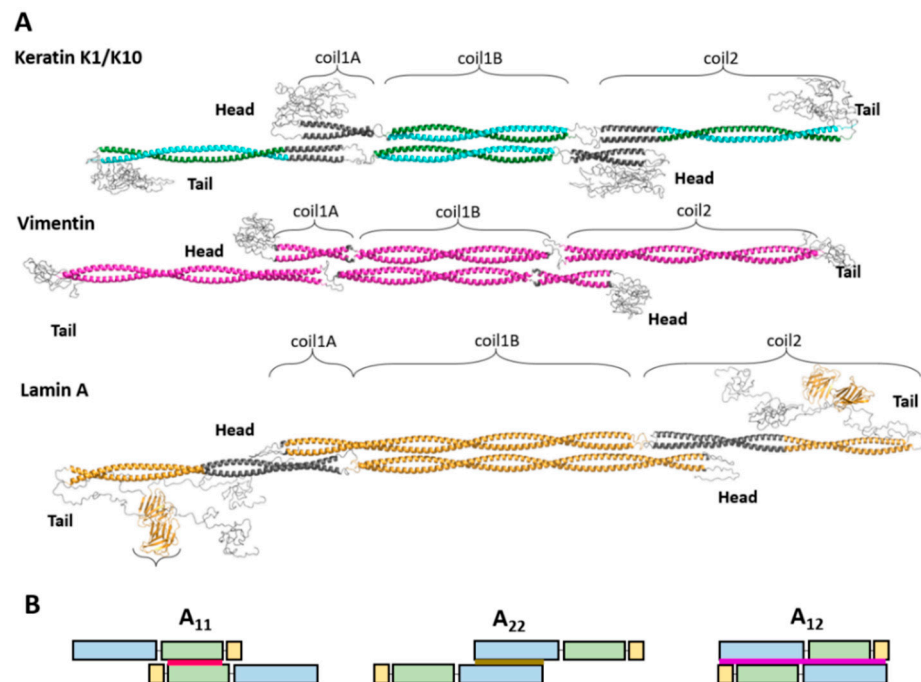 A
Keratin K1/K10
coil1A
coil1B
coil2
Head
Tail
Tail
Head
Vimentin
coil1A
coil1B
coil2
Head
Tail
Tail
Head
coil1A
coil1B
coil2
Lamin A
Tail
Head
Head
Tail
B
A₁₁
A₂₂
A₁₂